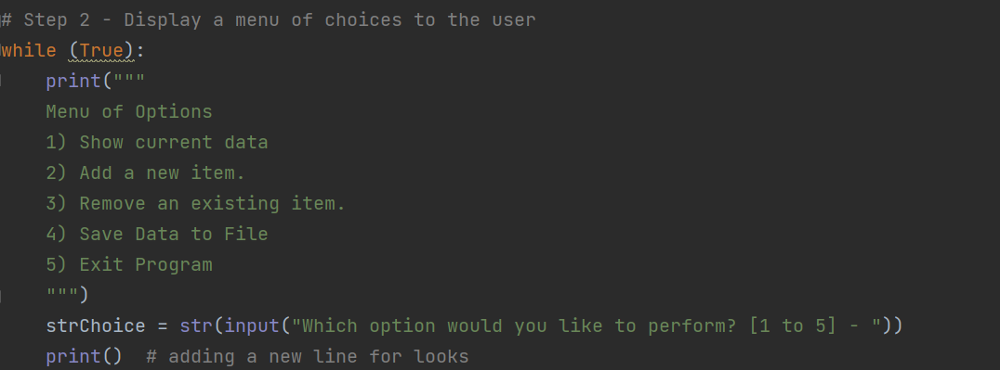 # Step 2 - Display a menu of choices to the user
while (True):
    print("""
    Menu of Options
    1) Show current data
    2) Add a new item.
    3) Remove an existing item.
    4) Save Data to File
    5) Exit Program
    """)
    strChoice = str(input("Which option would you like to perform? [1 to 5] - "))
    print()  # adding a new line for looks